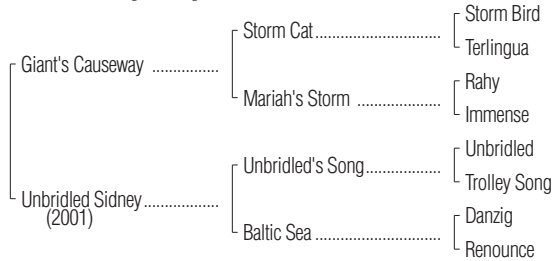 Storm Bird
Storm Cat..............................
Terlingua
Giant's Causeway ................
Rahy
Mariah's Storm ....................
Immense
Unbridled
Unbridled's Song..................
Trolley Song
Unbridled Sidney.................
(2001)
Danzig
Baltic Sea ..............................
Renounce